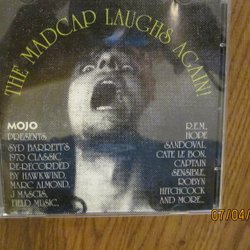 THE MADCAP LAUGHS AGAIN!
MOJO
PRESENTS
SYD BARRETT'S
1970 CLASSIC
RE-RECORDED
BY HAWKWIND,
MARC ALMOND,
J MASCIS,
FIELD MUSIC,
R.E.M,
HOPE
SANDOVAL,
CATE LE BON,
CAPTAIN
SENSIBLE,
ROBYN
HITCHCOCK
AND MORE...
07/04/